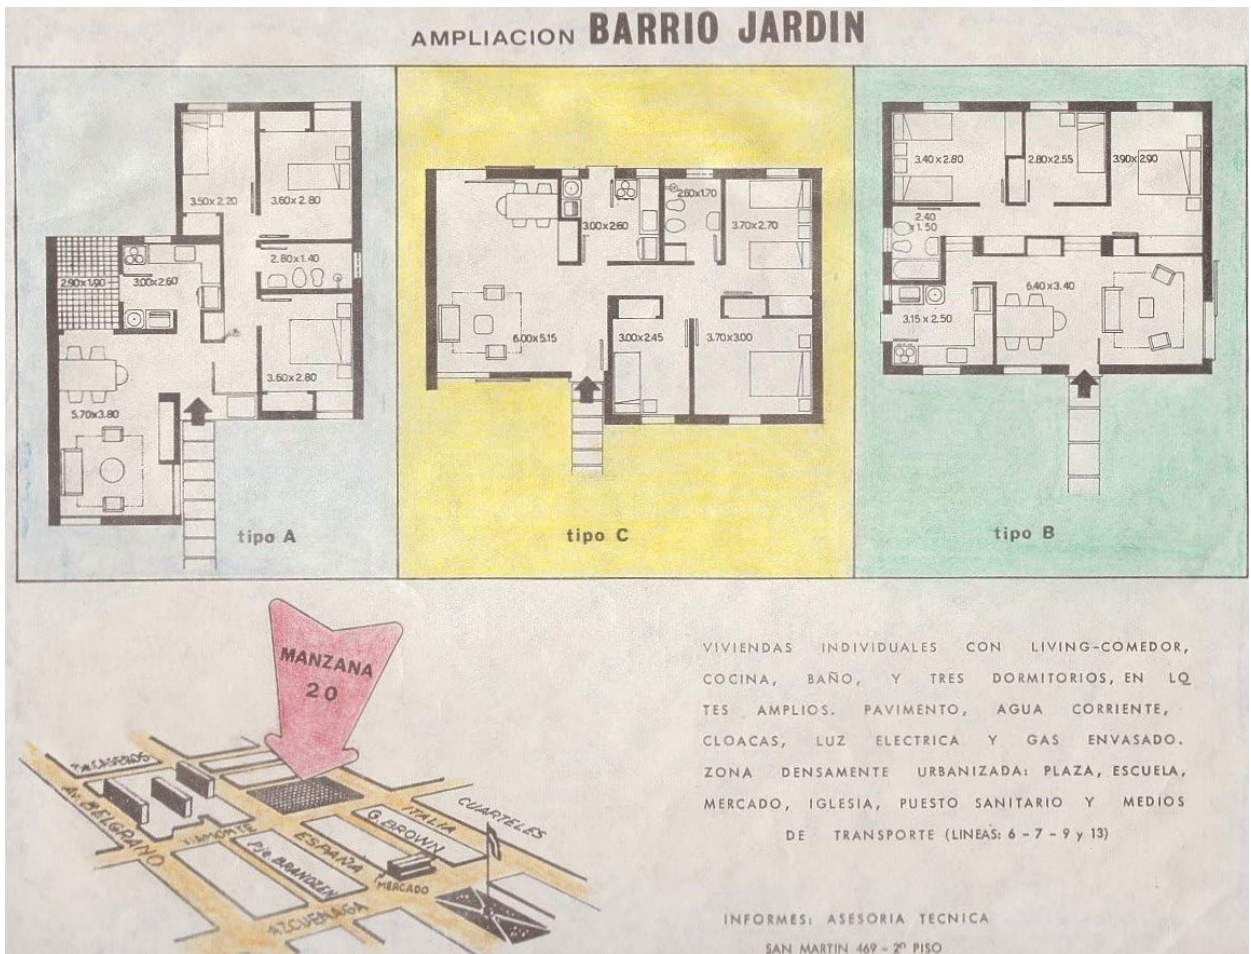 AMPLIACION BARRIO JARDIN
3.50x2.20
3.60x2.80
2.80x1.40
2.90x1.90
3.00x2.60
3.60x2.80
5.70x3.80
tipo A
2.60x1.70
3.00x2.60
3.70x2.70
6.00x5.15
3.00x2.45
3.70x3.00
tipo C
3.40x2.80
2.80x2.55
3.90x2.90
2.40
x1.50
6.40x3.40
3.15x2.50
tipo B
MANZANA
20
CASEROS
AV. BELGRANO
VIAMONTE
ESPAÑA
Pje. BRANDZEN
ITALIA
G. BROWN
CUARTELES
MERCADO
AZCUENAGA
VIVIENDAS INDIVIDUALES CON LIVING-COMEDOR,
COCINA, BAÑO, Y TRES DORMITORIOS, EN LO
TES AMPLIOS. PAVIMENTO, AGUA CORRIENTE,
CLOACAS, LUZ ELECTRICA Y GAS ENVASADO.
ZONA DENSAMENTE URBANIZADA: PLAZA, ESCUELA,
MERCADO, IGLESIA, PUESTO SANITARIO Y MEDIOS
DE TRANSPORTE (LINEAS: 6 - 7 - 9 y 13)
INFORMES: ASESORIA TECNICA
SAN MARTIN 469 - 2º PISO